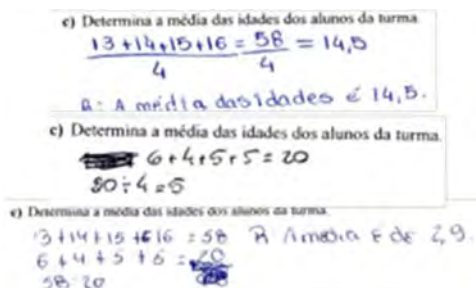 c) Determina a média das idades dos alunos da turma.
13+14+15+16 = 58 = 14,5
4 4
R: A média das idades é 14,5.
c) Determina a média das idades dos alunos da turma.
6+4+5+5=20
20÷4=5
c) Determina a média das idades dos alunos da turma.
13+14+15+16 = 58 R: A média é de 2,9.
6+4+5+5 = 20
58:20